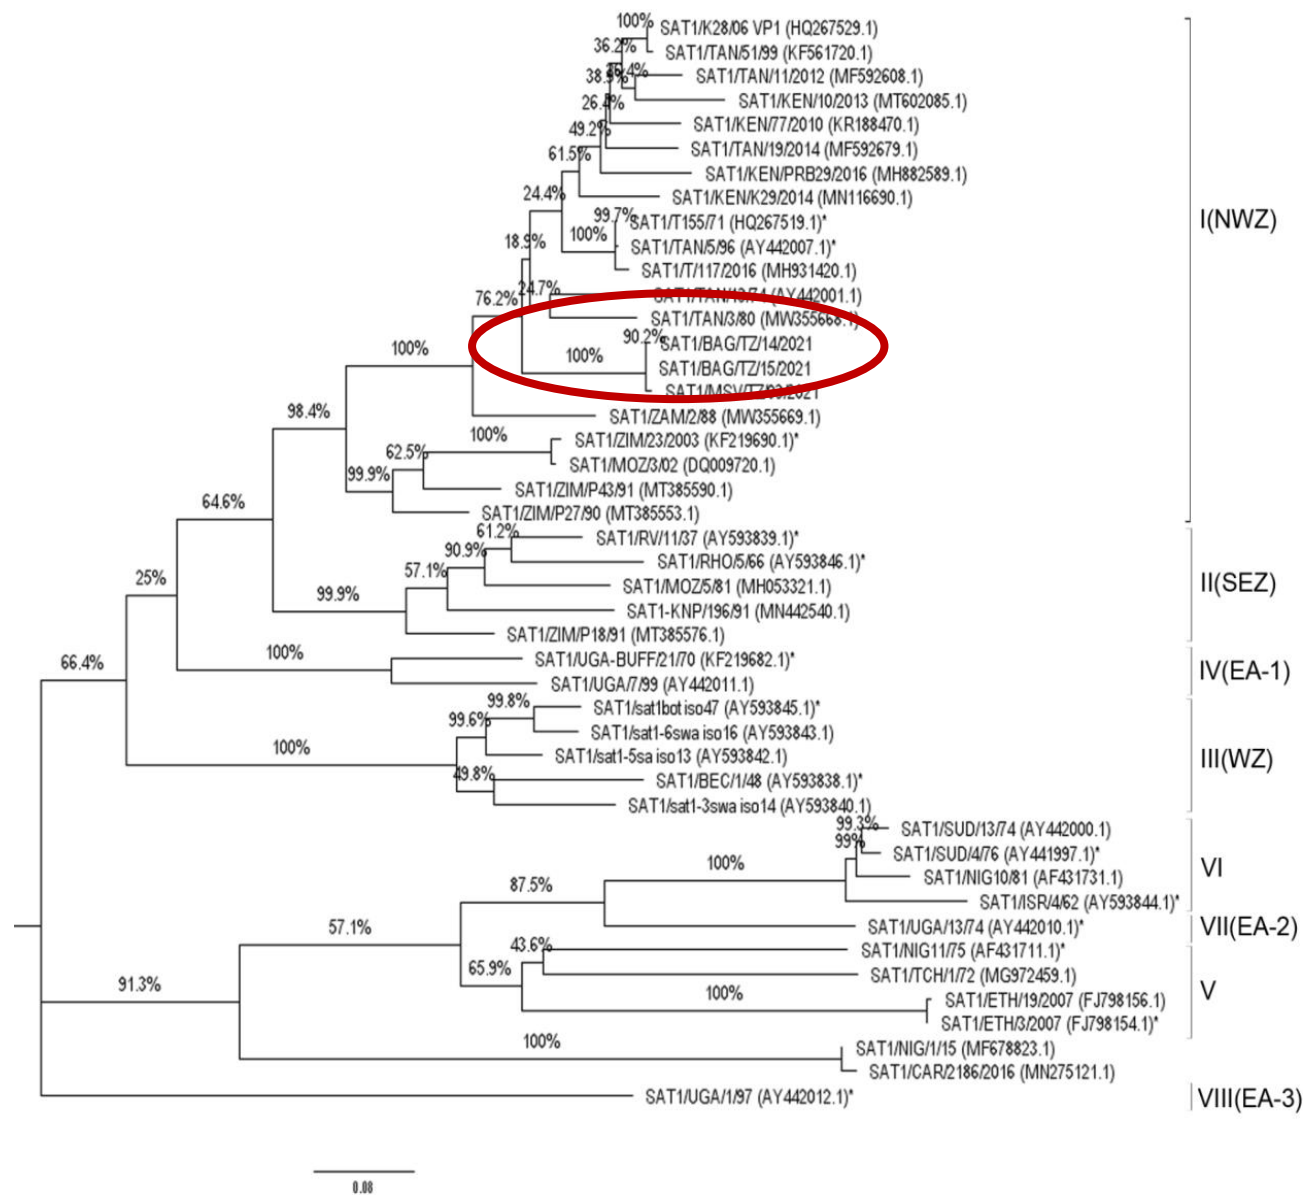 100%
SAT1/K28/06 VP1 (HQ267529.1)
36.2%
SAT1/TAN/51/99 (KF561720.1)
38.9%
SAT1/TAN/11/2012 (MF592608.1)
SAT1/KEN/10/2013 (MT602085.1)
26.4%
SAT1/KEN/77/2010 (KR188470.1)
49.2%
SAT1/TAN/19/2014 (MF592679.1)
61.5%
SAT1/KEN/PRB29/2016 (MH882589.1)
24.4%
SAT1/KEN/K29/2014 (MN116690.1)
I(NWZ)
99.7%
SAT1/T155/71 (HQ267519.1)*
100%
18.9%
SAT1/TAN/5/96 (AY442007.1)*
SAT1/T/117/2016 (MH931420.1)
24.7%
76.2%
SAT1/TAN/13/74 (AY442001.1)
SAT1/TAN/3/80 (MW355668.1)
90.2%
SAT1/BAG/TZ/14/2021
100%
100%
SAT1/BAG/TZ/15/2021
SAT1/MSV/TZ/03/2021
98.4%
SAT1/ZAM/2/88 (MW355669.1)
100%
SAT1/ZIM/23/2003 (KF219690.1)*
62.5%
SAT1/MOZ/3/02 (DQ009720.1)
99.9%
SAT1/ZIM/P43/91 (MT385590.1)
64.6%
SAT1/ZIM/P27/90 (MT385553.1)
61.2%
SAT1/RV/11/37 (AY593839.1)*
90.9%
SAT1/RHO/5/66 (AY593846.1)*
57.1%
25%
SAT1/MOZ/5/81 (MH053321.1)
II(SEZ)
99.9%
SAT1-KNP/196/91 (MN442540.1)
SAT1/ZIM/P18/91 (MT385576.1)
66.4%
100%
SAT1/UGA-BUFF/21/70 (KF219682.1)*
IV(EA-1)
SAT1/UGA/7/99 (AY442011.1)
99.8%
SAT1/sat1bot iso47 (AY593845.1)*
99.6%
SAT1/sat1-6swa iso16 (AY593843.1)
100%
SAT1/sat1-5sa iso13 (AY593842.1)
III(WZ)
49.8%
SAT1/BEC/1/48 (AY593838.1)*
SAT1/sat1-3swa iso14 (AY593840.1)
99.3%
SAT1/SUD/13/74 (AY442000.1)
99%
SAT1/SUD/4/76 (AY441997.1)*
100%
VI
SAT1/NIG10/81 (AF431731.1)
87.5%
SAT1/ISR/4/62 (AY593844.1)*
57.1%
SAT1/UGA/13/74 (AY442010.1)*
VII(EA-2)
43.6%
SAT1/NIG11/75 (AF431711.1)*
65.9%
SAT1/TCH/1/72 (MG972459.1)
91.3%
100%
V
SAT1/ETH/19/2007 (FJ798156.1)
SAT1/ETH/3/2007 (FJ798154.1)*
100%
SAT1/NIG/1/15 (MF678823.1)
SAT1/CAR/2186/2016 (MN275121.1)
SAT1/UGA/1/97 (AY442012.1)*
VIII(EA-3)
0.08